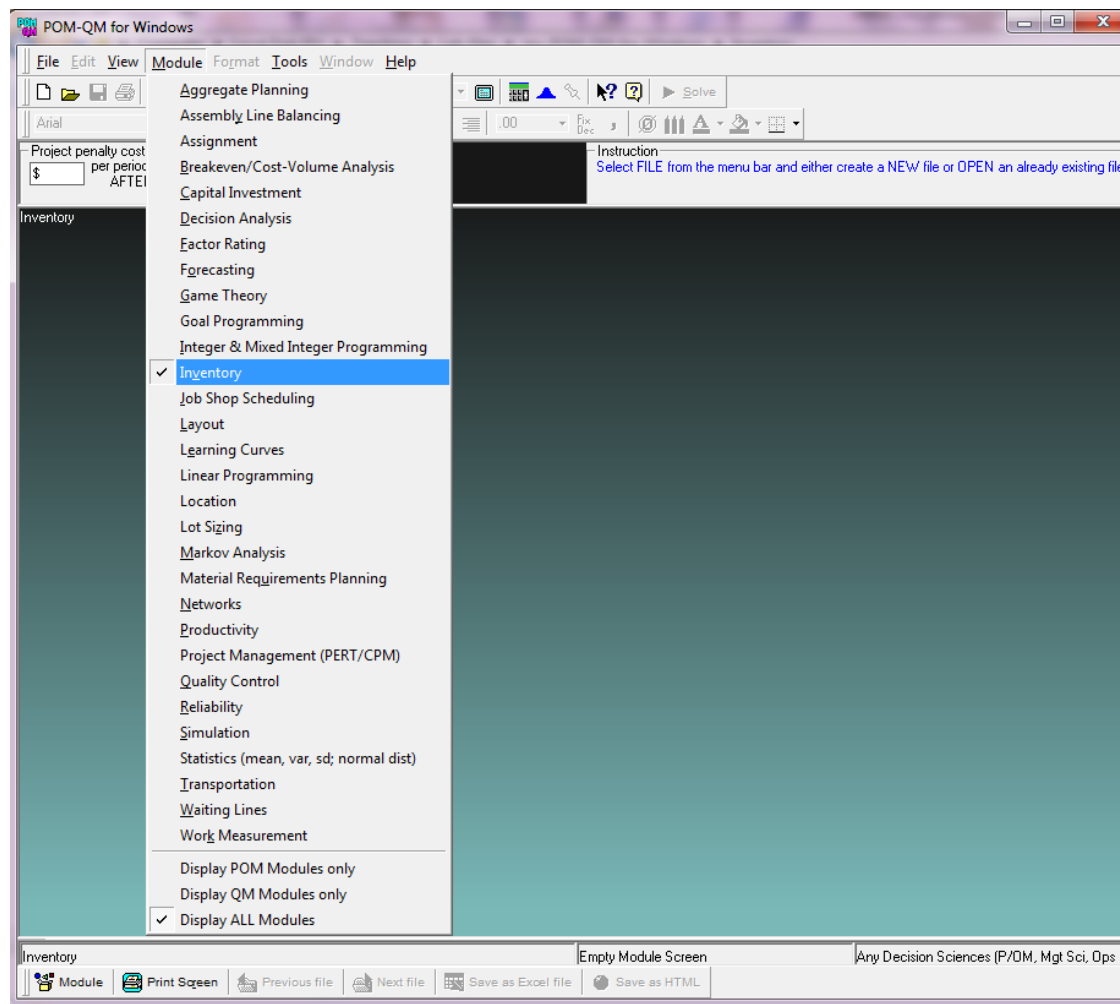 POM-QM for Windows
File Edit View Module Format Tools Window Help
Solve
Arial .00 Fix Dec ,
Project penalty cost
per period
$
AFTE
Instruction
Select FILE from the menu bar and either create a NEW file or OPEN an already existing file
Inventory
Aggregate Planning
Assembly Line Balancing
Assignment
Breakeven/Cost-Volume Analysis
Capital Investment
Decision Analysis
Factor Rating
Forecasting
Game Theory
Goal Programming
Integer & Mixed Integer Programming
Inventory
Job Shop Scheduling
Layout
Learning Curves
Linear Programming
Location
Lot Sizing
Markov Analysis
Material Requirements Planning
Networks
Productivity
Project Management (PERT/CPM)
Quality Control
Reliability
Simulation
Statistics (mean, var, sd; normal dist)
Transportation
Waiting Lines
Work Measurement
Display POM Modules only
Display QM Modules only
Display ALL Modules
Inventory Empty Module Screen Any Decision Sciences (P/OM, Mgt Sci, Ops
Module Print Screen Previous file Next file Save as Excel file Save as HTML